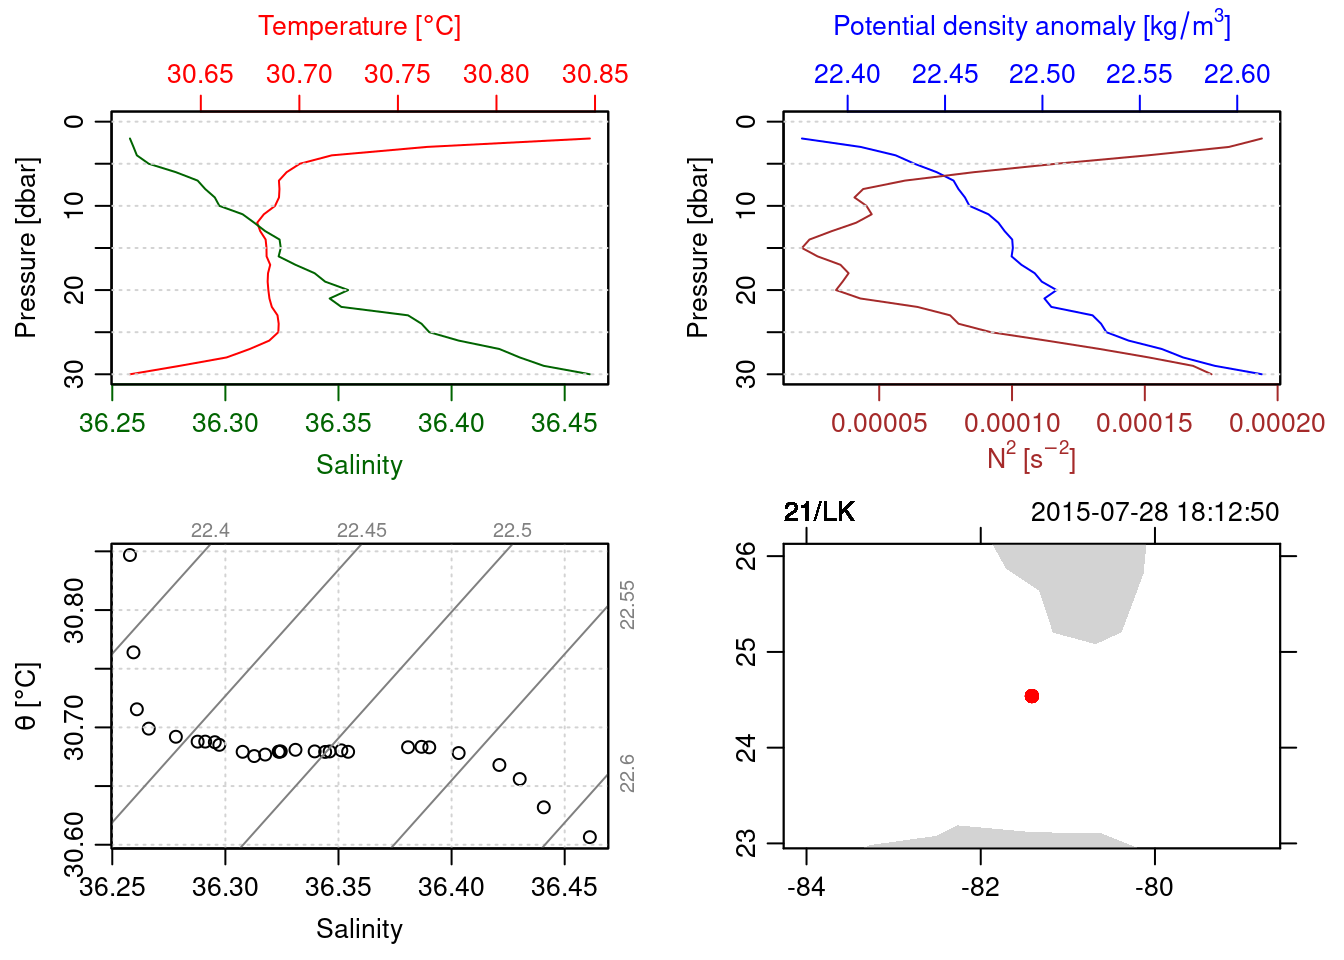 Temperature [°C]
30.65 30.70 30.75 30.80 30.85
Pressure [dbar]
0 10 20 30
36.25 36.30 36.35 36.40 36.45
Salinity
Potential density anomaly [kg/m³]
22.40 22.45 22.50 22.55 22.60
Pressure [dbar]
0 10 20 30
0.00005 0.00010 0.00015 0.00020
N² [s⁻²]
22.4 22.45 22.5
22.55
22.6
θ [°C]
30.80
30.70
30.60
36.25 36.30 36.35 36.40 36.45
Salinity
21/LK 2015-07-28 18:12:50
26
25
24
23
-84 -82 -80